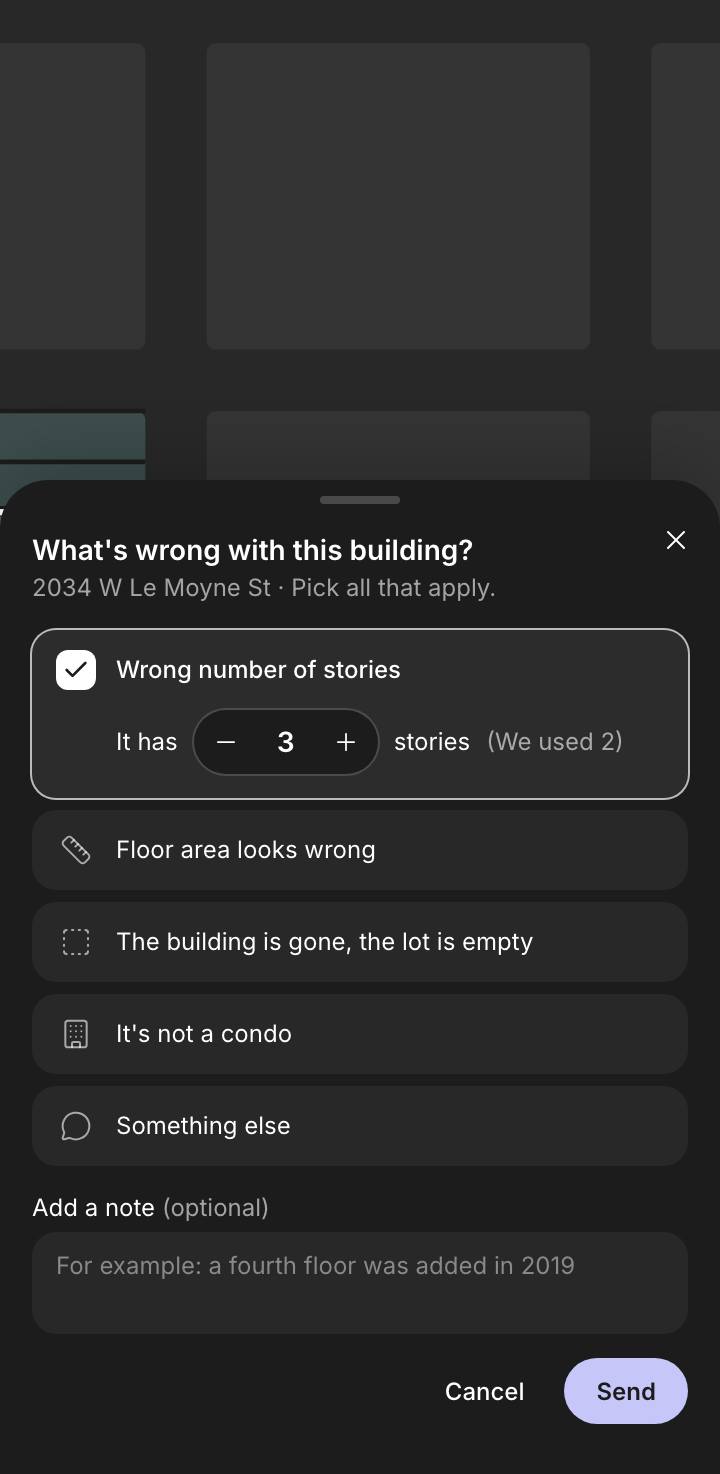 What's wrong with this building?
2034 W Le Moyne St · Pick all that apply.
Wrong number of stories
It has − 3 + stories (We used 2)
Floor area looks wrong
The building is gone, the lot is empty
It's not a condo
Something else
Add a note (optional)
For example: a fourth floor was added in 2019
Cancel Send